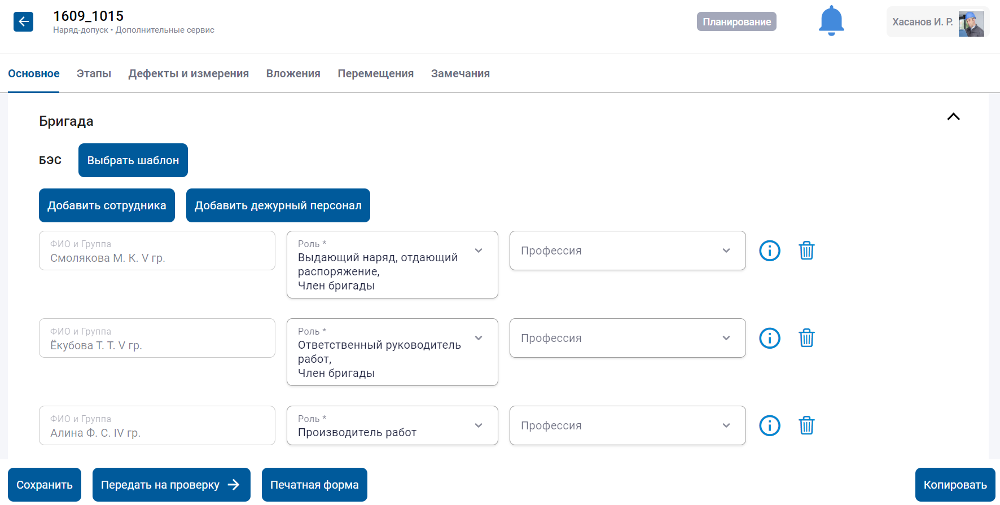 1609_1015
Наряд-допуск • Дополнительные сервис
Планирование
Хасанов И. Р.
Основное
Этапы
Дефекты и измерения
Вложения
Перемещения
Замечания
Бригада
БЭС
Выбрать шаблон
Добавить сотрудника
Добавить дежурный персонал
ФИО и Группа
Смолякова М. К. V гр.
Роль *
Выдающий наряд, отдающий
распоряжение,
Член бригады
Профессия
ФИО и Группа
Ёкубова Т. Т. V гр.
Роль *
Ответственный руководитель
работ,
Член бригады
Профессия
ФИО и Группа
Алина Ф. С. IV гр.
Роль *
Производитель работ
Профессия
Сохранить
Передать на проверку
Печатная форма
Копировать